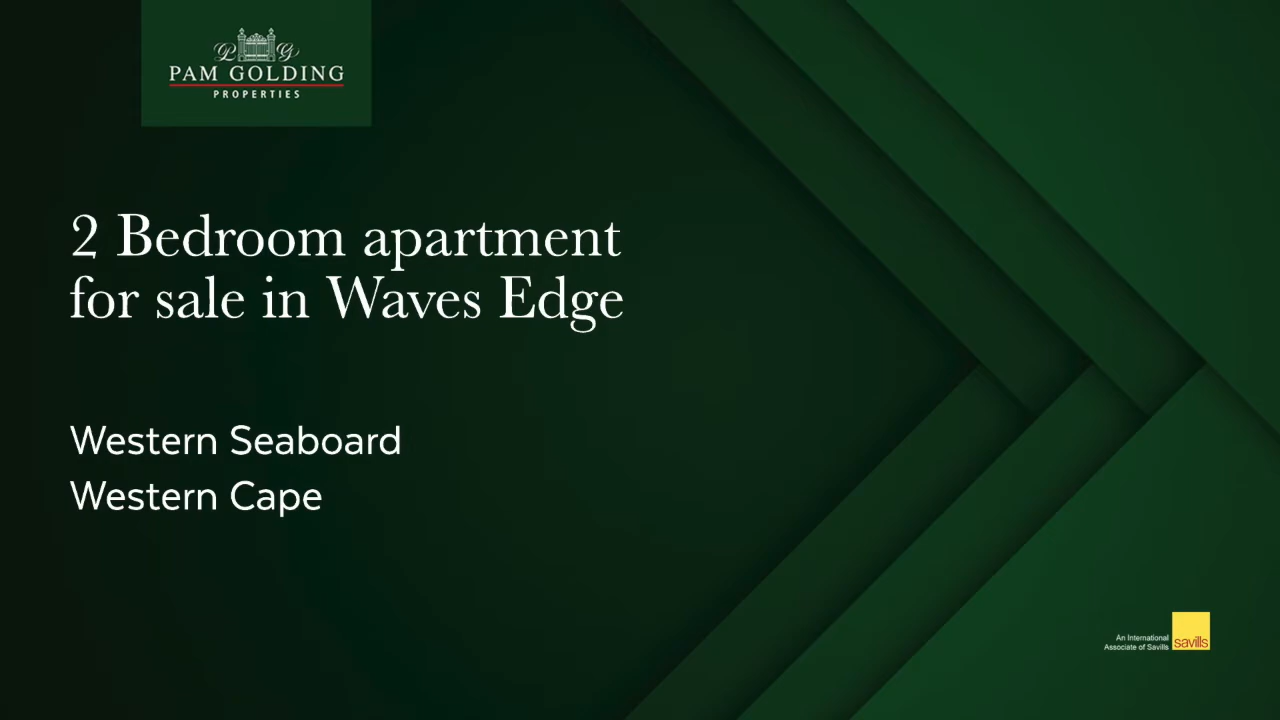 PG
PAM GOLDING
PROPERTIES
2 Bedroom apartment
for sale in Waves Edge
Western Seaboard
Western Cape
An International
Associate of Savills
savills